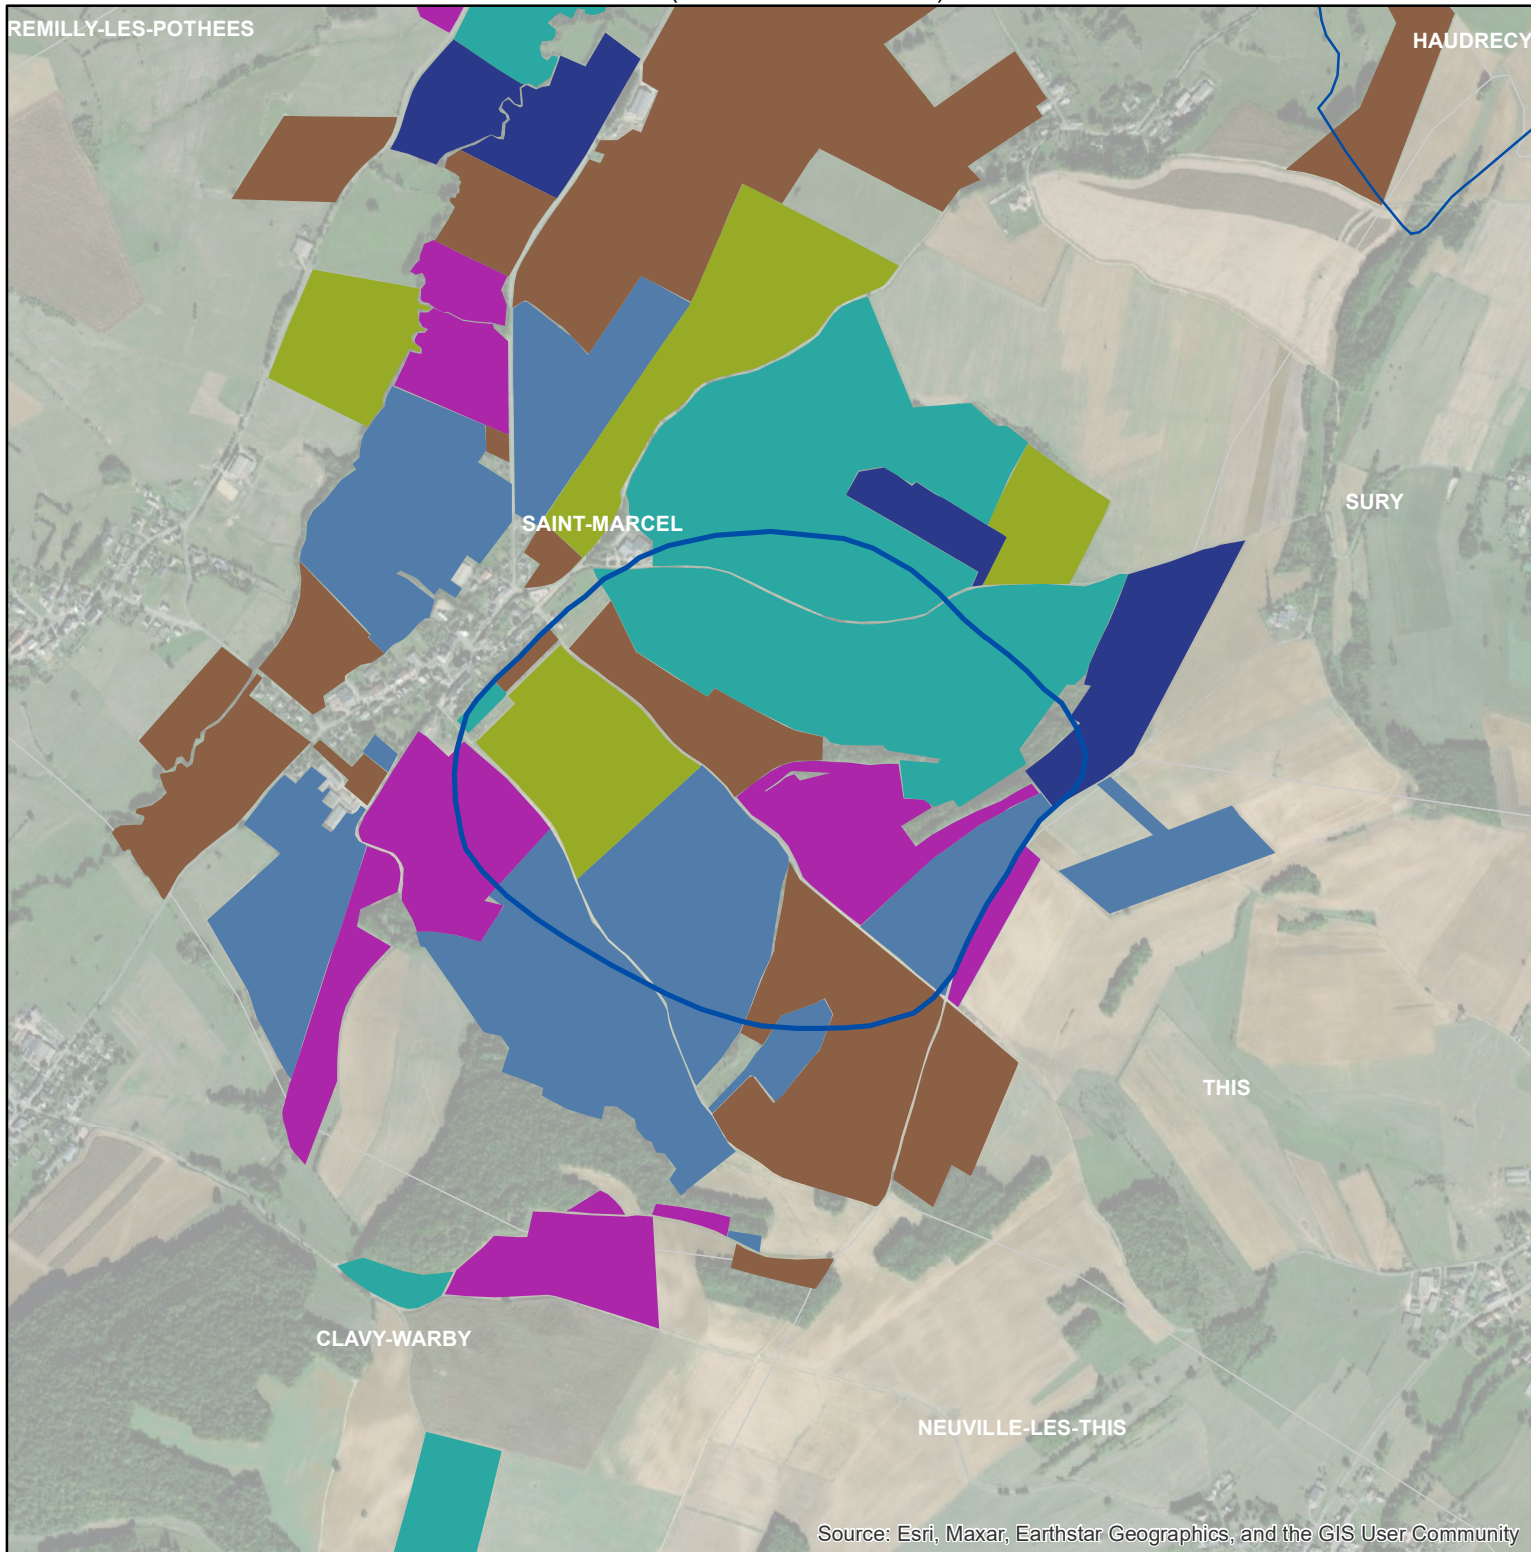 REMILLY-LES-POTHEES
HAUDRECY
SURY
SAINT-MARCEL
THIS
CLAVY-WARBY
NEUVILLE-LES-THIS
Source: Esri, Maxar, Earthstar Geographics, and the GIS User Community